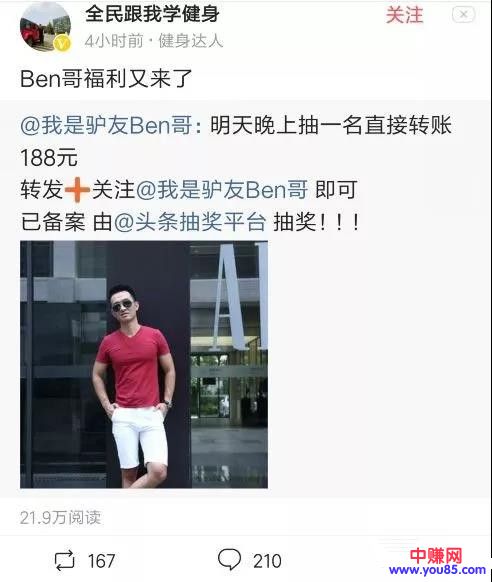 全民跟我学健身
关注
4小时前·健身达人
Ben哥福利又来了
@我是驴友Ben哥：明天晚上抽一名直接转账
188元
转发➕关注@我是驴友Ben哥 即可
已备案 由@头条抽奖平台 抽奖！！！
A
21.9万阅读
167
210
中赚网
www.you85.com